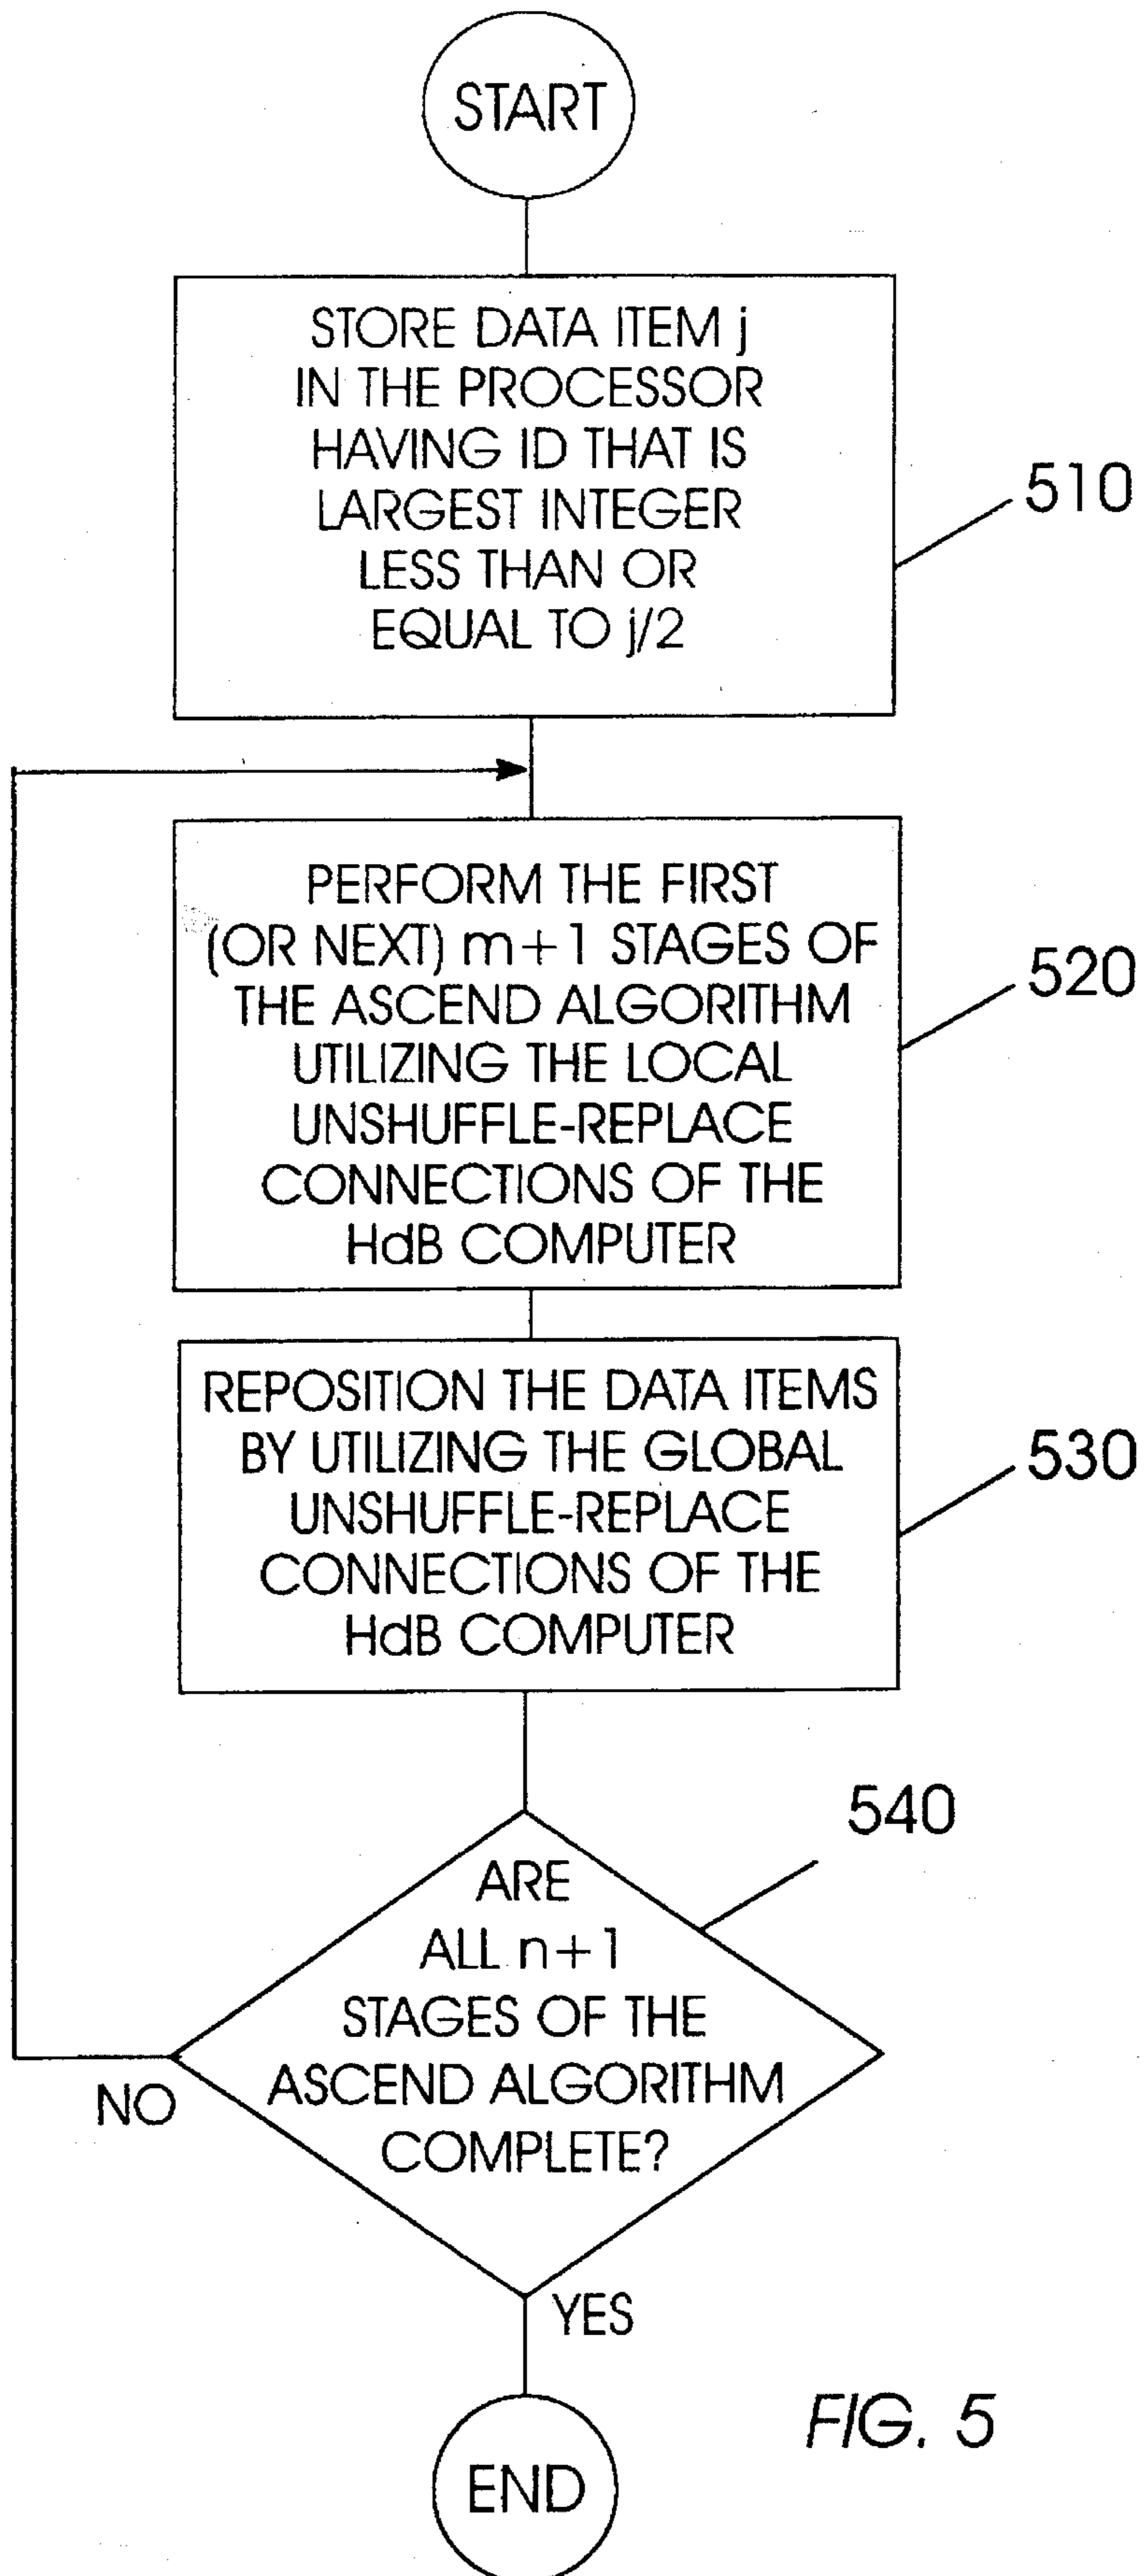 START
STORE DATA ITEM j
IN THE PROCESSOR
HAVING ID THAT IS
LARGEST INTEGER
LESS THAN OR
EQUAL TO j/2
510
PERFORM THE FIRST
(OR NEXT) m+1 STAGES OF
THE ASCEND ALGORITHM
UTILIZING THE LOCAL
UNSHUFFLE-REPLACE
CONNECTIONS OF THE
HdB COMPUTER
520
REPOSITION THE DATA ITEMS
BY UTILIZING THE GLOBAL
UNSHUFFLE-REPLACE
CONNECTIONS OF THE
HdB COMPUTER
530
540
ARE
ALL n+1
STAGES OF THE
ASCEND ALGORITHM
COMPLETE?
NO
YES
END
FIG. 5